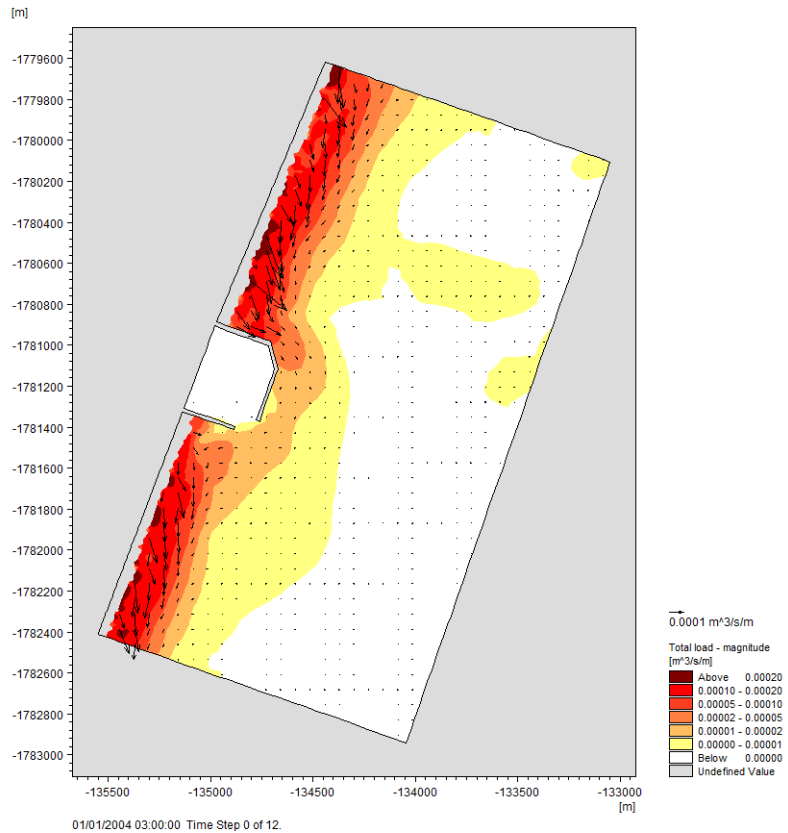 [m]
-1779600
-1779800
-1780000
-1780200
-1780400
-1780600
-1780800
-1781000
-1781200
-1781400
-1781600
-1781800
-1782000
-1782200
-1782400
-1782600
-1782800
-1783000
-135500 -135000 -134500 -134000 -133500 -133000
[m]
01/01/2004 03:00:00 Time Step 0 of 12.
0.0001 m^3/s/m
Total load - magnitude
[m^3/s/m]
Above 0.00020
0.00010 - 0.00020
0.00005 - 0.00010
0.00002 - 0.00005
0.00001 - 0.00002
0.00000 - 0.00001
Below 0.00000
Undefined Value